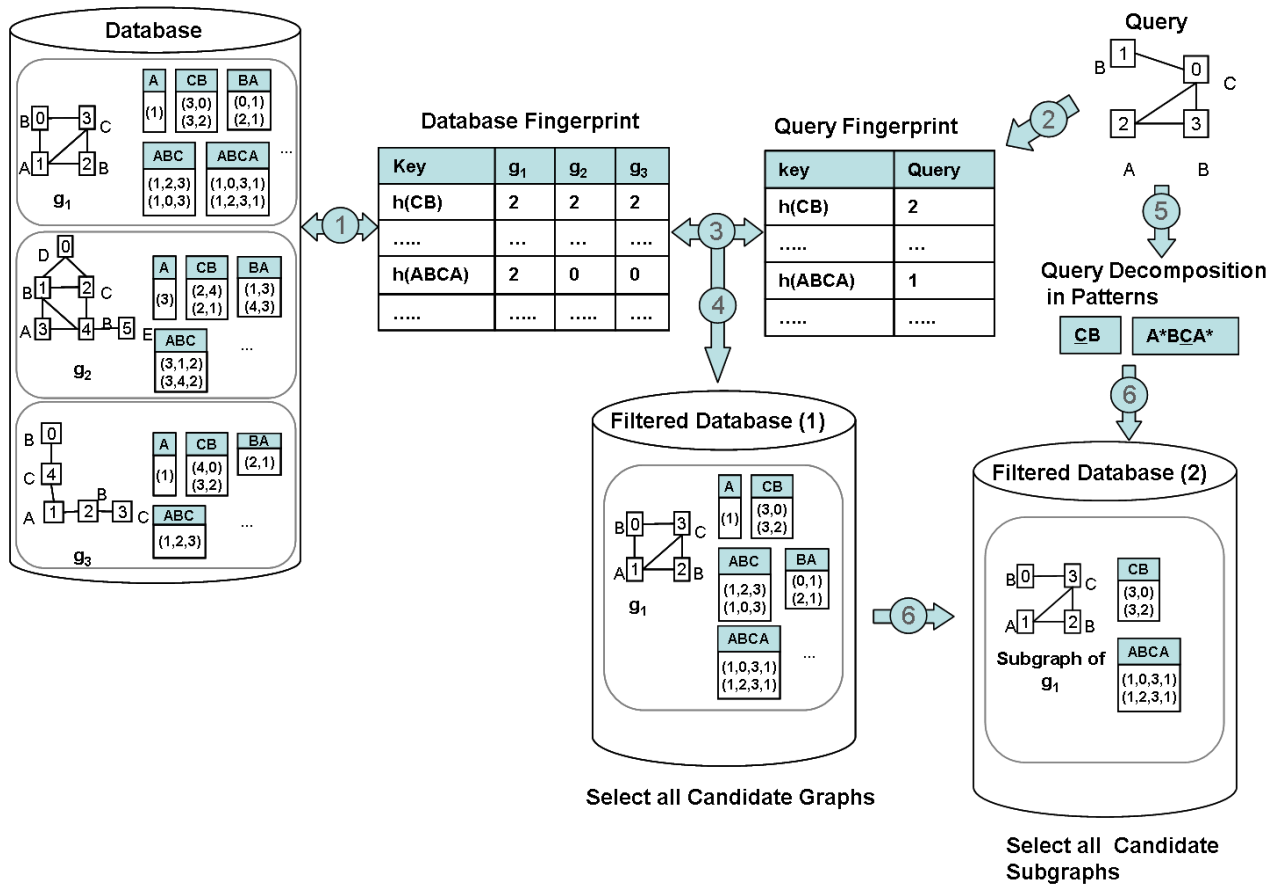 Database
A CB BA
(1) (3,0) (0,1)
(3,2) (2,1)
B 0 3 C
A 1 2 B
g1
ABC ABCA ...
(1,2,3) (1,0,3,1)
(1,0,3) (1,2,3,1)
D 0
B 1 2 C
A 3 4 B 5 E
g2
A CB BA
(3) (2,4) (1,3)
(2,1) (4,3)
ABC ...
(3,1,2)
(3,4,2)
B 0
C 4
A 1 2 B 3 C
g3
A CB BA
(1) (4,0) (2,1)
(3,2)
ABC ...
(1,2,3)
1
Database Fingerprint
Key g1 g2 g3
h(CB) 2 2 2
..... ... ... ....
h(ABCA) 2 0 0
..... ..... .... ....
3
4
Query Fingerprint
key Query
h(CB) 2
..... ...
h(ABCA) 1
..... .....
2
Query
B 1 0 C
2 3
A B
5
Query Decomposition
in Patterns
CB A*BCA*
6
Filtered Database (1)
A CB
(1) (3,0)
(3,2)
B 0 3 C
A 1 2 B
g1
ABC BA
(1,2,3) (0,1)
(1,0,3) (2,1)
ABCA ...
(1,0,3,1)
(1,2,3,1)
Select all Candidate Graphs
6
Filtered Database (2)
B 0 3 C
A 1 2 B
Subgraph of
g1
CB
(3,0)
(3,2)
ABCA
(1,0,3,1)
(1,2,3,1)
Select all Candidate
Subgraphs